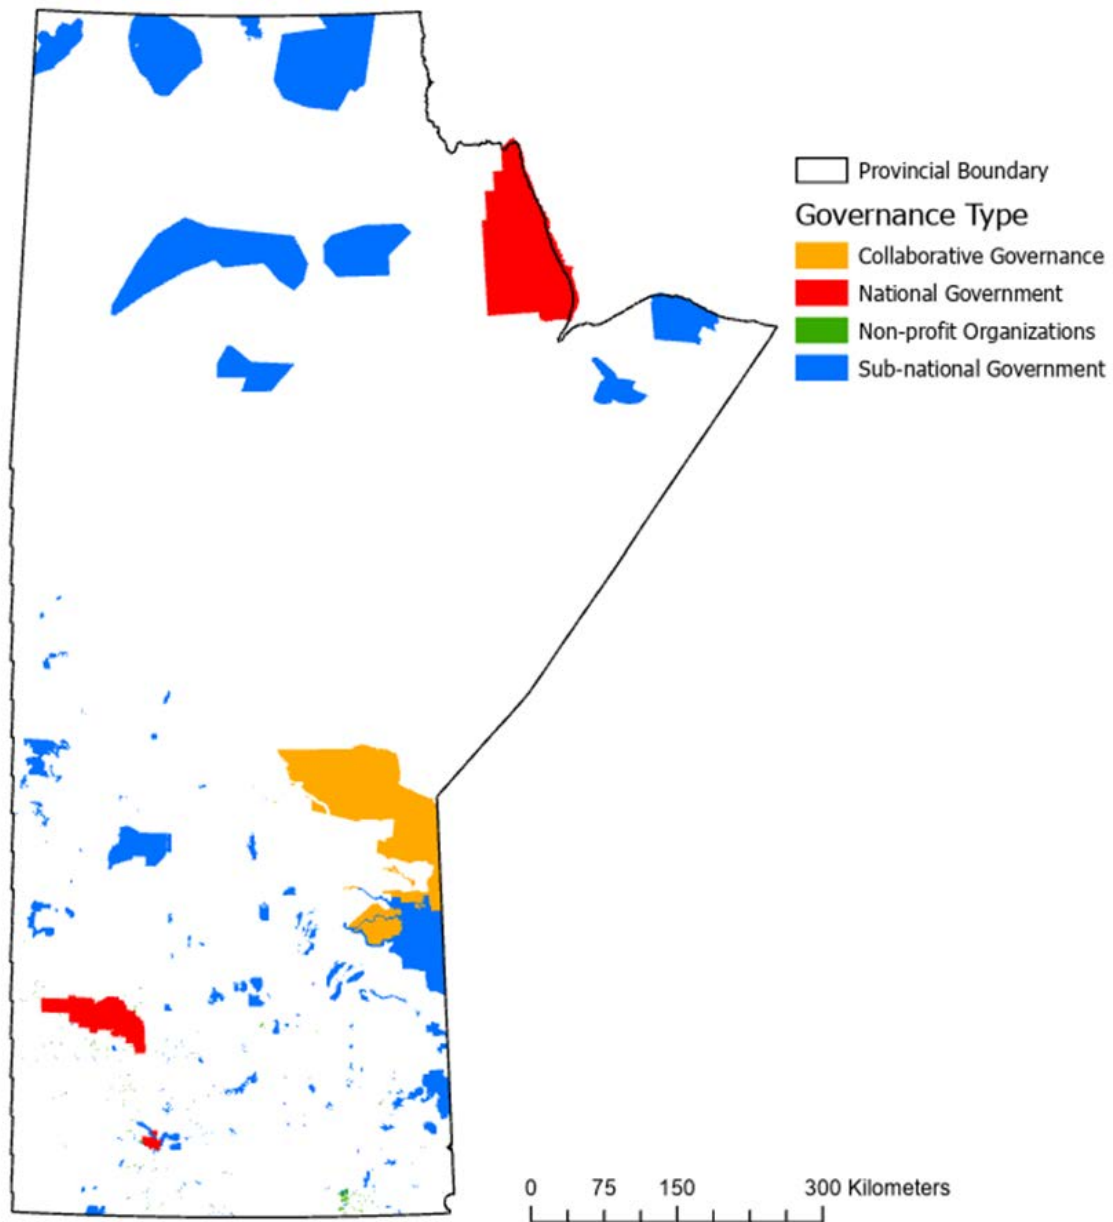 Provincial Boundary
Governance Type
Collaborative Governance
National Government
Non-profit Organizations
Sub-national Government
0 75 150 300 Kilometers